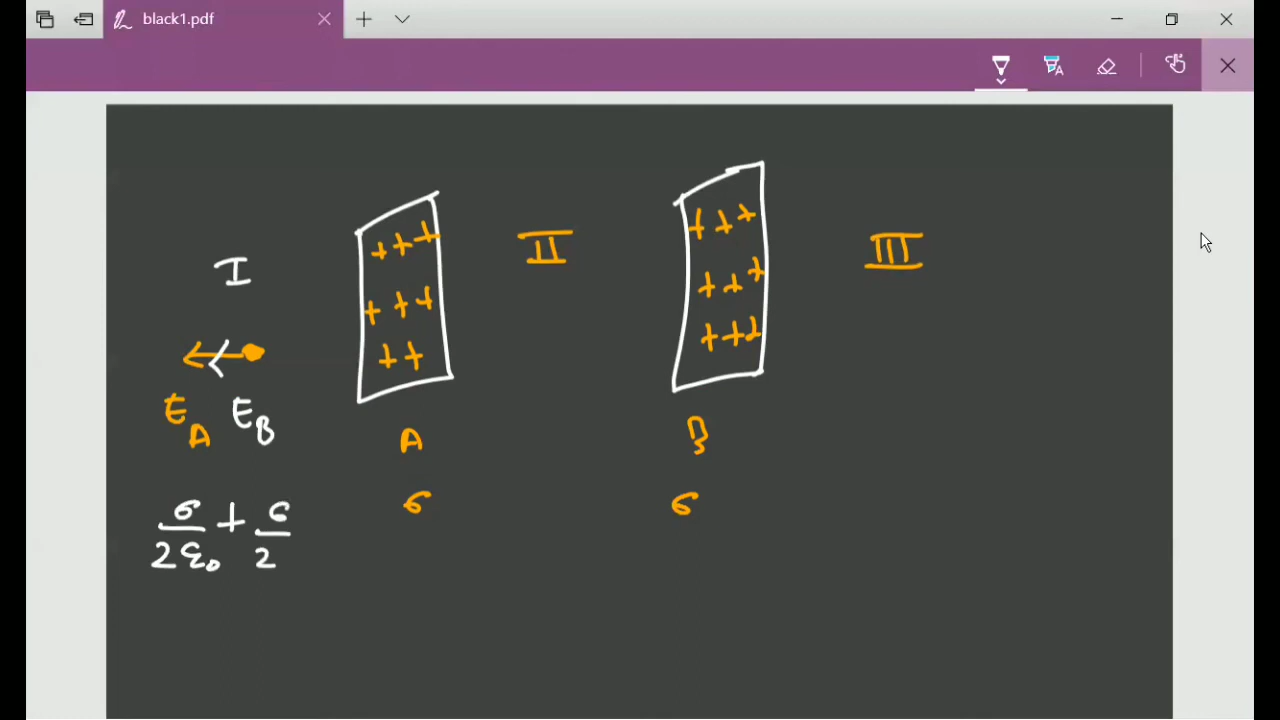 black1.pdf
I
II
III
+ + +
+ + +
+ +
+ + +
+ + +
+ + +
E_A E_B
A
B
σ/2ε₀ + σ/2
σ
σ